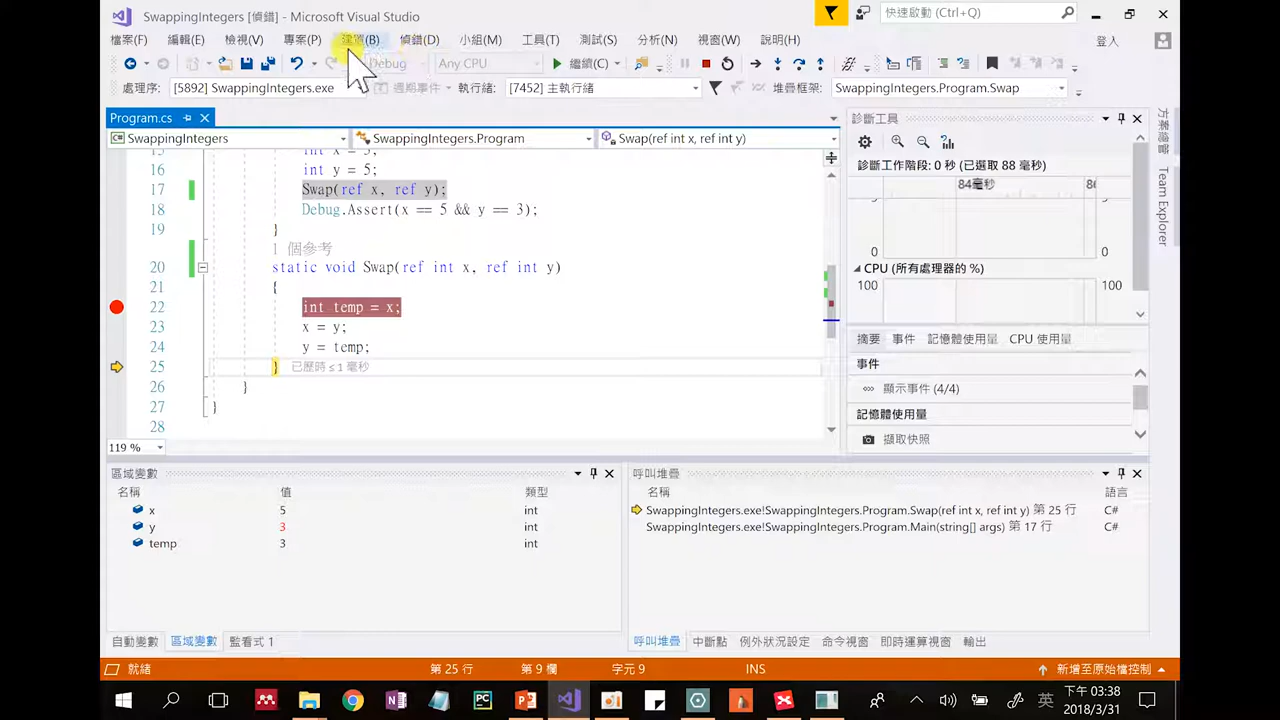 SwappingIntegers [偵錯] - Microsoft Visual Studio
快速啟動 (Ctrl+Q)
檔案(F) 編輯(E) 檢視(V) 專案(P) 建置(B) 偵錯(D) 小組(M) 工具(T) 測試(S) 分析(N) 視窗(W) 說明(H) 登入
Debug Any CPU 繼續(C)
處理序: [5892] SwappingIntegers.exe 週期事件 執行緒: [7452] 主執行緒 堆疊框架: SwappingIntegers.Program.Swap
Program.cs
SwappingIntegers SwappingIntegers.Program Swap(ref int x, ref int y)
16 int y = 5;
17 Swap(ref x, ref y);
18 Debug.Assert(x == 5 && y == 3);
19 }
1 個參考
20 static void Swap(ref int x, ref int y)
21 {
22 int temp = x;
23 x = y;
24 y = temp;
25 } 已歷時 ≤ 1 毫秒
26 }
27 }
28
119 %
診斷工具
診斷工作階段: 0 秒 (已選取 88 毫秒)
84毫秒
0 0
CPU (所有處理器的 %)
100 100
摘要 事件 記憶體使用量 CPU 使用量
事件
顯示事件 (4/4)
記憶體使用量
擷取快照
方案總管
Team Explorer
區域變數
名稱 值 類型
x 5 int
y 3 int
temp 3 int
自動變數 區域變數 監看式 1
呼叫堆疊
名稱 語言
SwappingIntegers.exe!SwappingIntegers.Program.Swap(ref int x, ref int y) 第 25 行 C#
SwappingIntegers.exe!SwappingIntegers.Program.Main(string[] args) 第 17 行 C#
呼叫堆疊 中斷點 例外狀況設定 命令視窗 即時運算視窗 輸出
就緒 第 25 行 第 9 欄 字元 9 INS 新增至原始檔控制
英 下午 03:38
2018/3/31